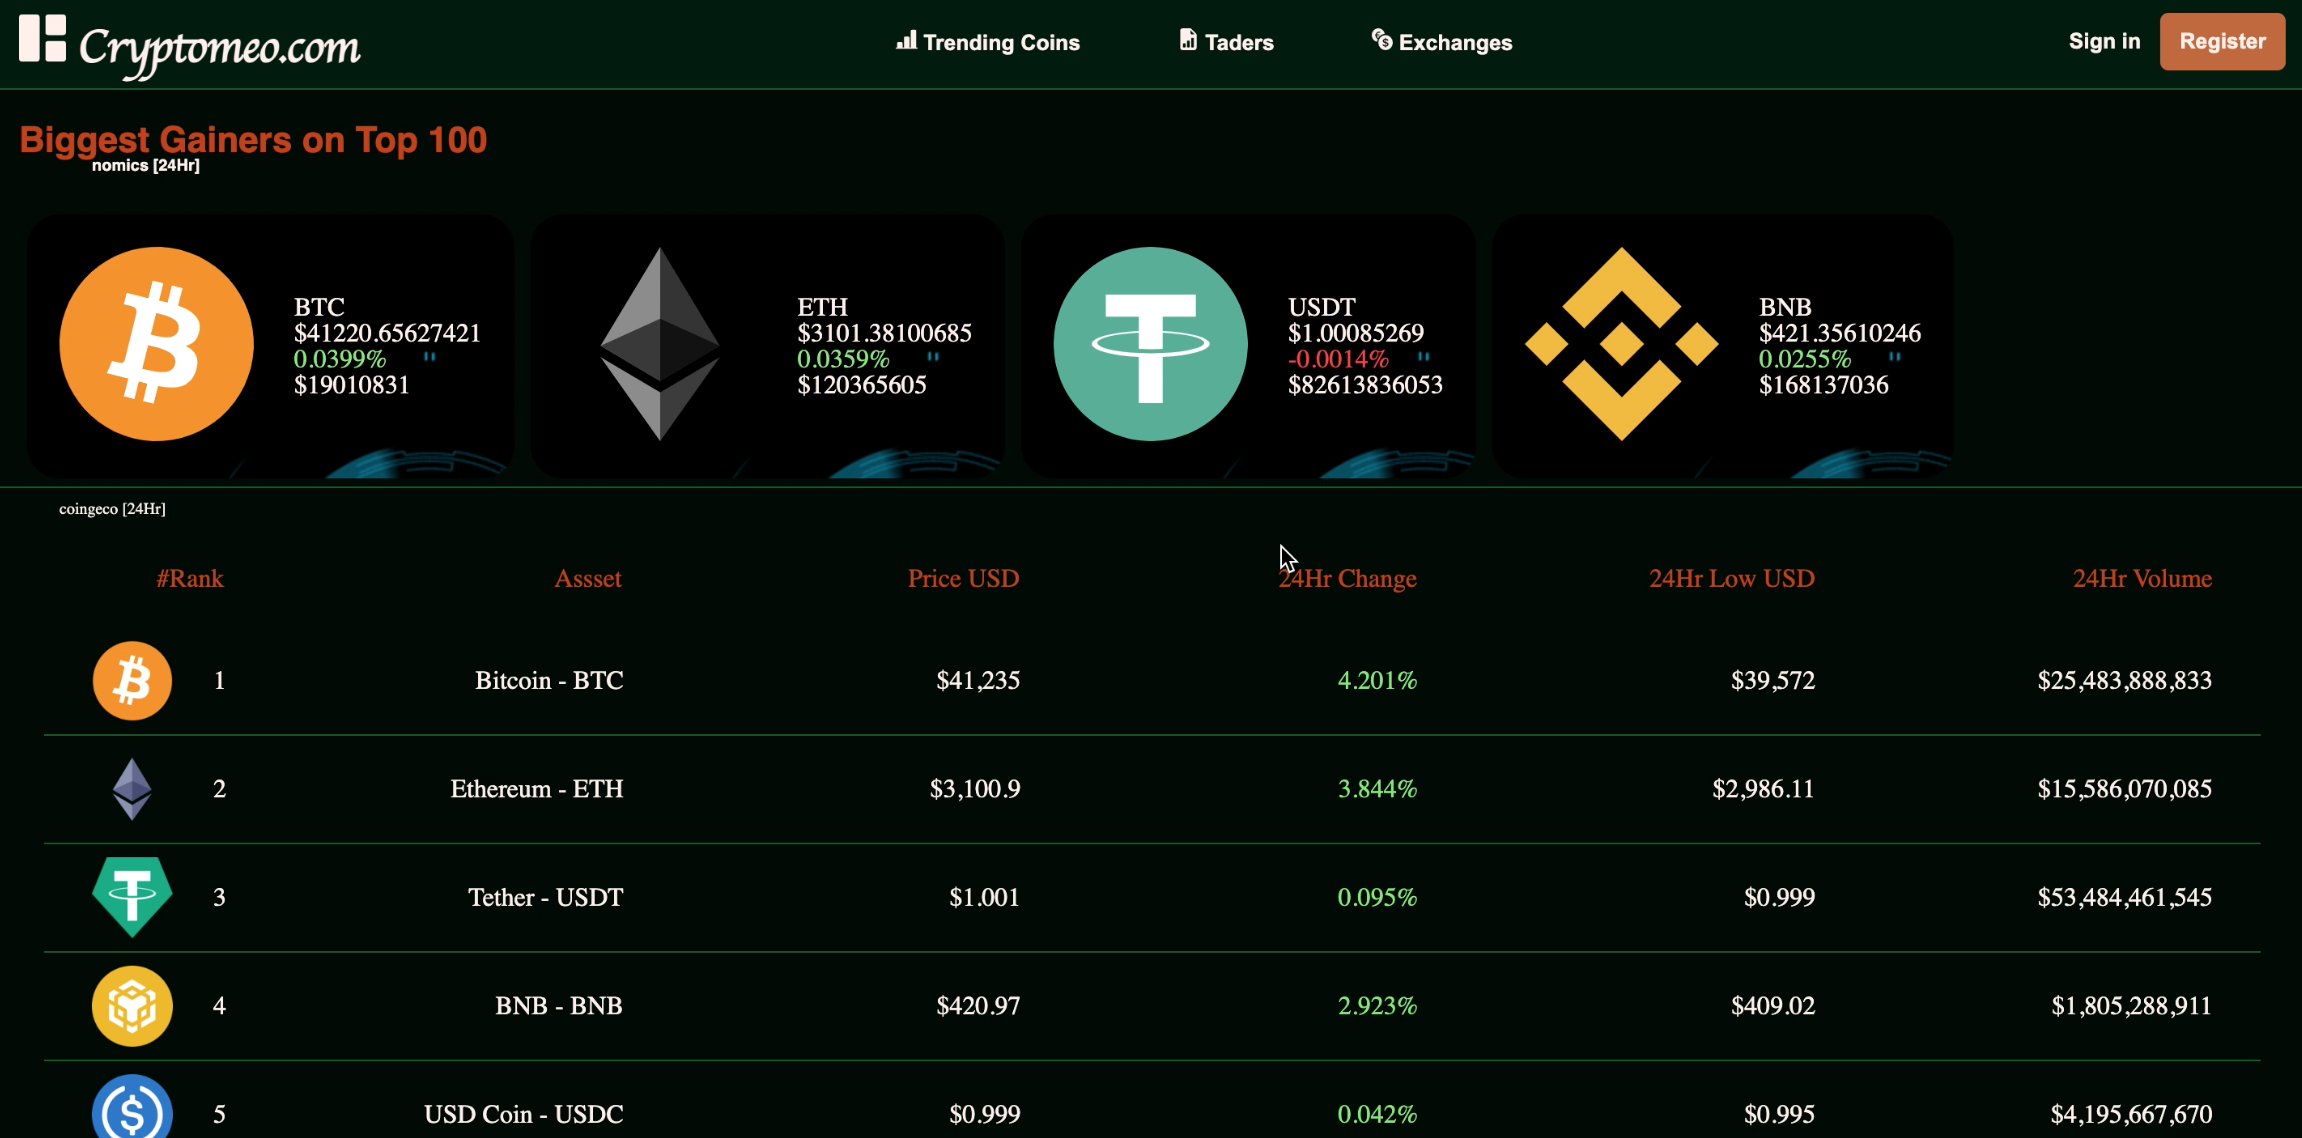 Cryptomeo.com
Trending Coins
Taders
Exchanges
Sign in
Register
Biggest Gainers on Top 100
nomics [24Hr]
BTC
$41220.65627421
0.0399%
$19010831
ETH
$3101.38100685
0.0359%
$120365605
USDT
$1.00085269
-0.0014%
$82613836053
BNB
$421.35610246
0.0255%
$168137036
coingeco [24Hr]
#Rank Assset Price USD 24Hr Change 24Hr Low USD 24Hr Volume
1 Bitcoin - BTC $41,235 4.201% $39,572 $25,483,888,833
2 Ethereum - ETH $3,100.9 3.844% $2,986.11 $15,586,070,085
3 Tether - USDT $1.001 0.095% $0.999 $53,484,461,545
4 BNB - BNB $420.97 2.923% $409.02 $1,805,288,911
5 USD Coin - USDC $0.999 0.042% $0.995 $4,195,667,670